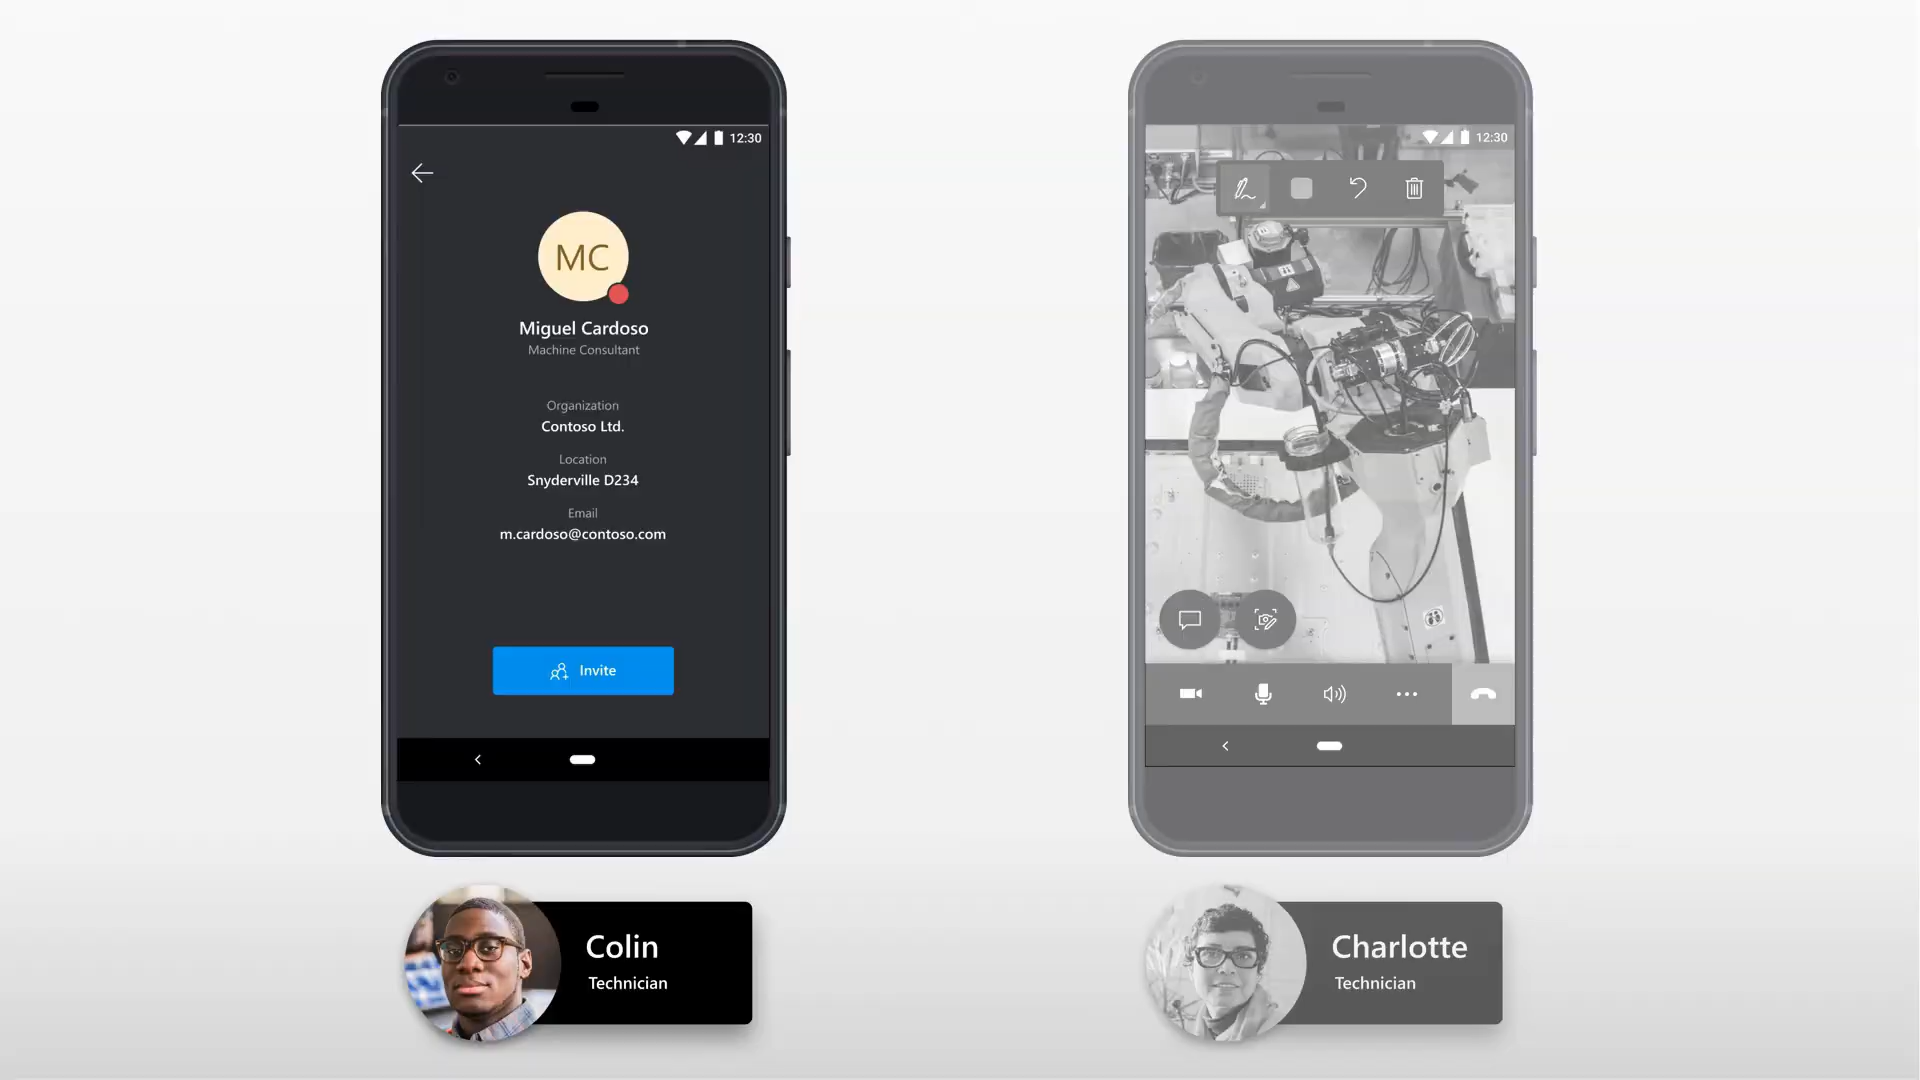 12:30
MC
Miguel Cardoso
Machine Consultant
Organization
Contoso Ltd.
Location
Snyderville D234
Email
m.cardoso@contoso.com
Invite
Colin
Technician
12:30
Charlotte
Technician